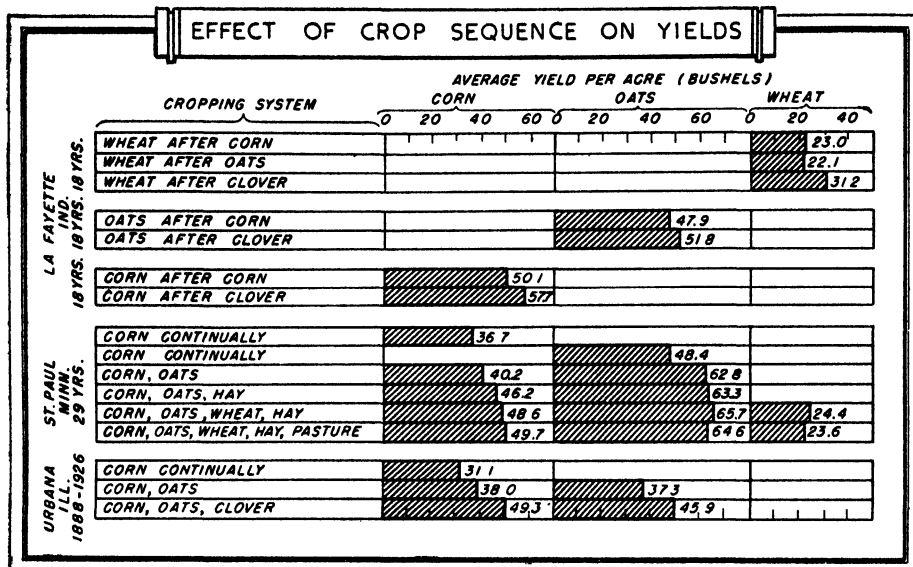 EFFECT OF CROP SEQUENCE ON YIELDS
AVERAGE YIELD PER ACRE (BUSHELS)
CROPPING SYSTEM CORN OATS WHEAT
0 20 40 60 0 20 40 60 0 20 40
LA FAYETTE IND.
18 YRS. 18 YRS. 18 YRS.
WHEAT AFTER CORN 23.0
WHEAT AFTER OATS 22.1
WHEAT AFTER CLOVER 31 2
OATS AFTER CORN 47.9
OATS AFTER CLOVER 51 8
CORN AFTER CORN 50 1
CORN AFTER CLOVER 57.7
ST. PAUL MINN. 29 YRS.
CORN CONTINUALLY 36 7
CORN CONTINUALLY 48.4
CORN, OATS 40.2 62 8
CORN, OATS, HAY 46.2 63.3
CORN, OATS, WHEAT, HAY 48 6 65.7 24.4
CORN, OATS, WHEAT, HAY, PASTURE 49.7 64 6 23.6
URBANA ILL. 1888-1926
CORN CONTINUALLY 31 1
CORN, OATS 38 0 37 3
CORN, OATS, CLOVER 49.3 45.9